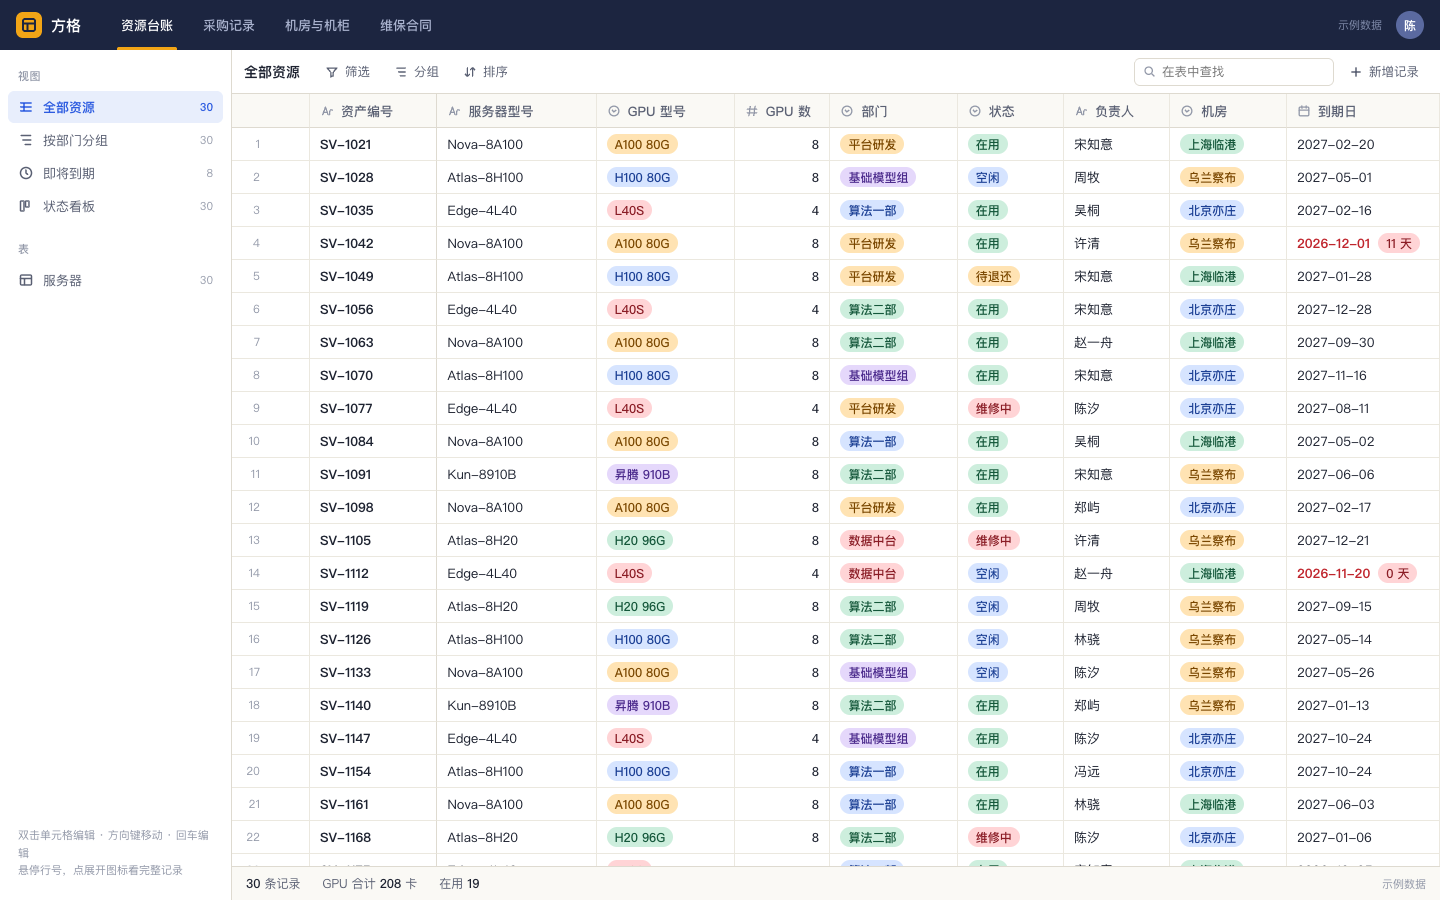 方格 资源台账 采购记录 机房与机柜 维保合同 示例数据 陈
视图
全部资源 30
按部门分组 30
即将到期 8
状态看板 30
表
服务器 30
双击单元格编辑 · 方向键移动 · 回车编
辑
悬停行号，点展开图标看完整记录
全部资源 筛选 分组 排序 在表中查找 新增记录
资产编号 服务器型号 GPU 型号 GPU 数 部门 状态 负责人 机房 到期日
1 SV-1021 Nova-8A100 A100 80G 8 平台研发 在用 宋知意 上海临港 2027-02-20
2 SV-1028 Atlas-8H100 H100 80G 8 基础模型组 空闲 周牧 乌兰察布 2027-05-01
3 SV-1035 Edge-4L40 L40S 4 算法一部 在用 吴桐 北京亦庄 2027-02-16
4 SV-1042 Nova-8A100 A100 80G 8 平台研发 在用 许清 乌兰察布 2026-12-01 11 天
5 SV-1049 Atlas-8H100 H100 80G 8 平台研发 待退还 宋知意 上海临港 2027-01-28
6 SV-1056 Edge-4L40 L40S 4 算法二部 在用 宋知意 北京亦庄 2027-12-28
7 SV-1063 Nova-8A100 A100 80G 8 算法二部 在用 赵一舟 上海临港 2027-09-30
8 SV-1070 Atlas-8H100 H100 80G 8 基础模型组 在用 宋知意 北京亦庄 2027-11-16
9 SV-1077 Edge-4L40 L40S 4 平台研发 维修中 陈汐 北京亦庄 2027-08-11
10 SV-1084 Nova-8A100 A100 80G 8 算法一部 在用 吴桐 上海临港 2027-05-02
11 SV-1091 Kun-8910B 昇腾 910B 8 算法二部 在用 宋知意 乌兰察布 2027-06-06
12 SV-1098 Nova-8A100 A100 80G 8 平台研发 在用 郑屿 北京亦庄 2027-02-17
13 SV-1105 Atlas-8H20 H20 96G 8 数据中台 维修中 许清 乌兰察布 2027-12-21
14 SV-1112 Edge-4L40 L40S 4 数据中台 空闲 赵一舟 上海临港 2026-11-20 0 天
15 SV-1119 Atlas-8H20 H20 96G 8 算法二部 空闲 周牧 乌兰察布 2027-09-15
16 SV-1126 Atlas-8H100 H100 80G 8 算法二部 空闲 林骁 乌兰察布 2027-05-14
17 SV-1133 Nova-8A100 A100 80G 8 基础模型组 空闲 陈汐 乌兰察布 2027-05-26
18 SV-1140 Kun-8910B 昇腾 910B 8 算法二部 在用 郑屿 乌兰察布 2027-01-13
19 SV-1147 Edge-4L40 L40S 4 基础模型组 在用 陈汐 北京亦庄 2027-10-24
20 SV-1154 Atlas-8H100 H100 80G 8 算法一部 在用 冯远 北京亦庄 2027-10-24
21 SV-1161 Nova-8A100 A100 80G 8 算法一部 在用 林骁 上海临港 2027-06-03
22 SV-1168 Atlas-8H20 H20 96G 8 算法二部 维修中 陈汐 北京亦庄 2027-01-06
30 条记录 GPU 合计 208 卡 在用 19 示例数据